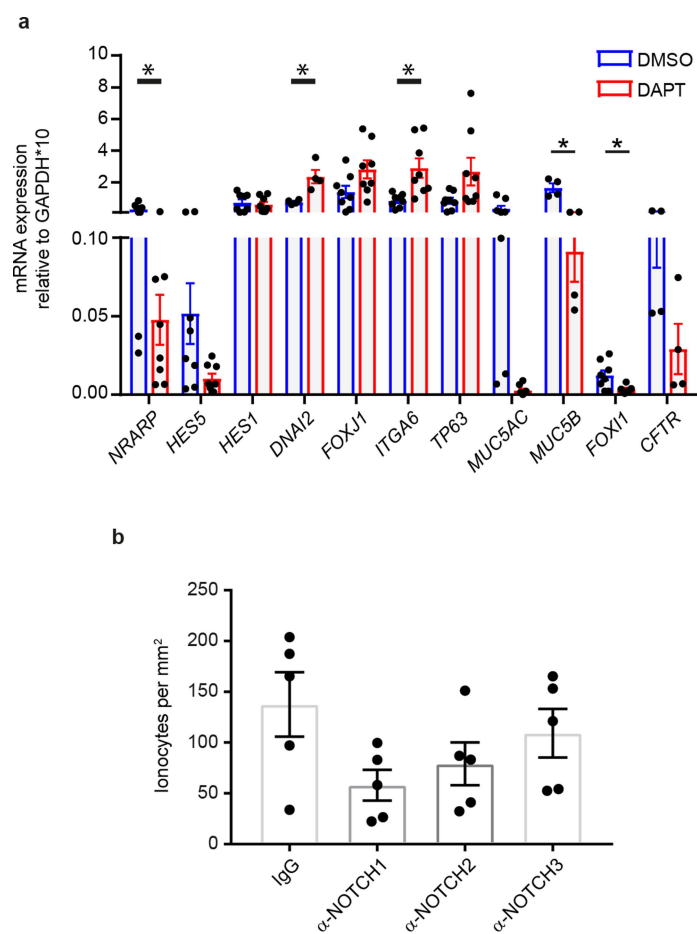 a
mRNA expression
relative to GAPDH*10
10
8
6
4
2
0.10
0.05
0.00
* * * * *
DMSO
DAPT
NRARP HES5 HES1 DNAI2 FOXJ1 ITGA6 TP63 MUC5AC MUC5B FOXI1 CFTR
b
Ionocytes per mm²
250
200
150
100
50
0
IgG α-NOTCH1 α-NOTCH2 α-NOTCH3